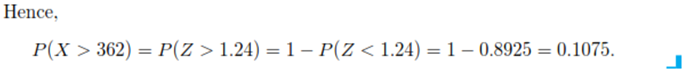 Hence,
P(X > 362) = P(Z > 1.24) = 1 − P(Z < 1.24) = 1 − 0.8925 = 0.1075.